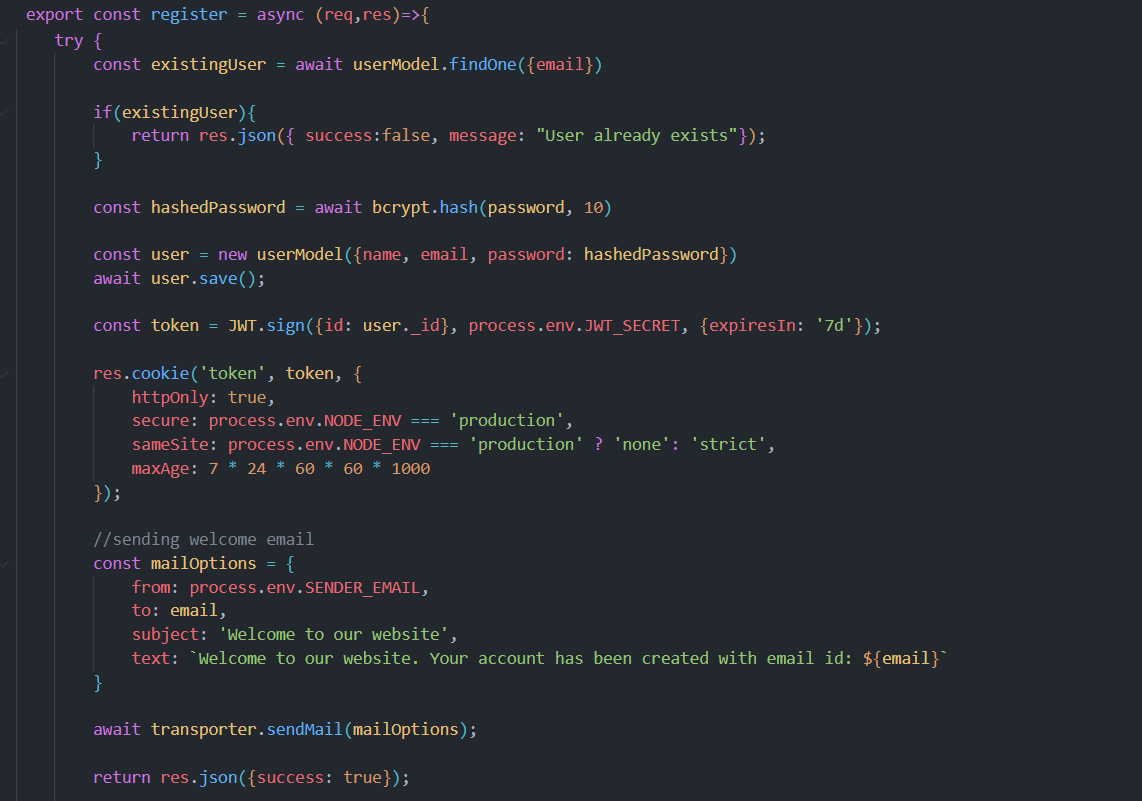 export const register = async (req,res)=>{
try {
const existingUser = await userModel.findOne({email})
if(existingUser){
return res.json({ success:false, message: "User already exists"});
}
const hashedPassword = await bcrypt.hash(password, 10)
const user = new userModel({name, email, password: hashedPassword})
await user.save();
const token = JWT.sign({id: user._id}, process.env.JWT_SECRET, {expiresIn: '7d'});
res.cookie('token', token, {
httpOnly: true,
secure: process.env.NODE_ENV === 'production',
sameSite: process.env.NODE_ENV === 'production' ? 'none': 'strict',
maxAge: 7 * 24 * 60 * 60 * 1000
});
//sending welcome email
const mailOptions = {
from: process.env.SENDER_EMAIL,
to: email,
subject: 'Welcome to our website',
text: `Welcome to our website. Your account has been created with email id: ${email}`
}
await transporter.sendMail(mailOptions);
return res.json({success: true});